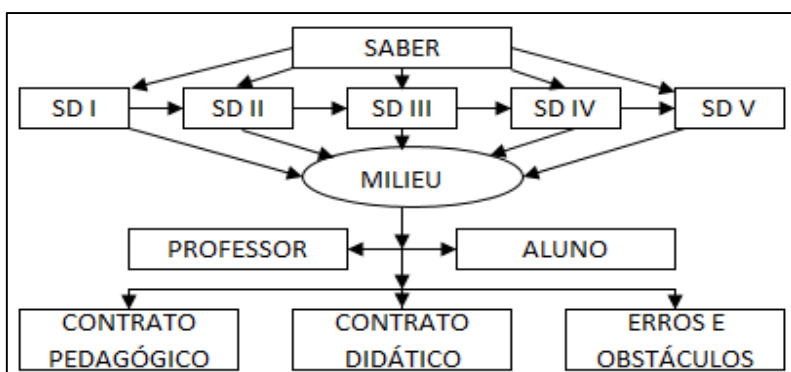 SABER
SD I
SD II
SD III
SD IV
SD V
MILIEU
PROFESSOR
ALUNO
CONTRATO
PEDAGÓGICO
CONTRATO
DIDÁTICO
ERROS E
OBSTÁCULOS